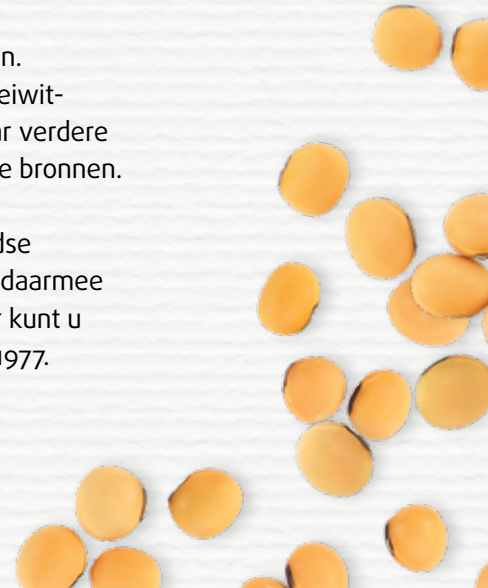 n.
eiwit-
r verdere
e bronnen.
dse
daarmee
kunt u
1977.